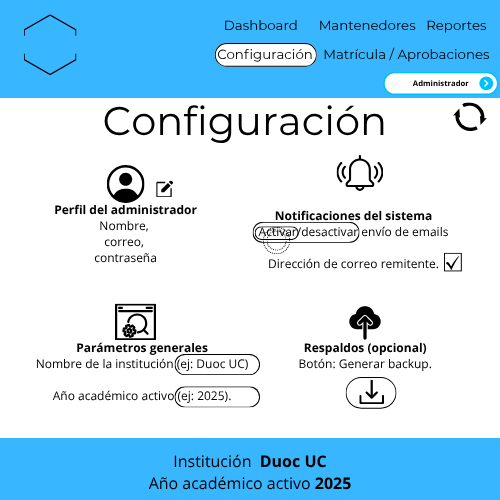 Dashboard Mantenedores Reportes
Configuración Matrícula / Aprobaciones
Administrador
Configuración
Perfil del administrador
Nombre,
correo,
contraseña
Notificaciones del sistema
(Activar/desactivar envío de emails
Dirección de correo remitente.
Parámetros generales
Nombre de la institución (ej: Duoc UC)
Año académico activo (ej: 2025).
Respaldos (opcional)
Botón: Generar backup.
Institución Duoc UC
Año académico activo 2025